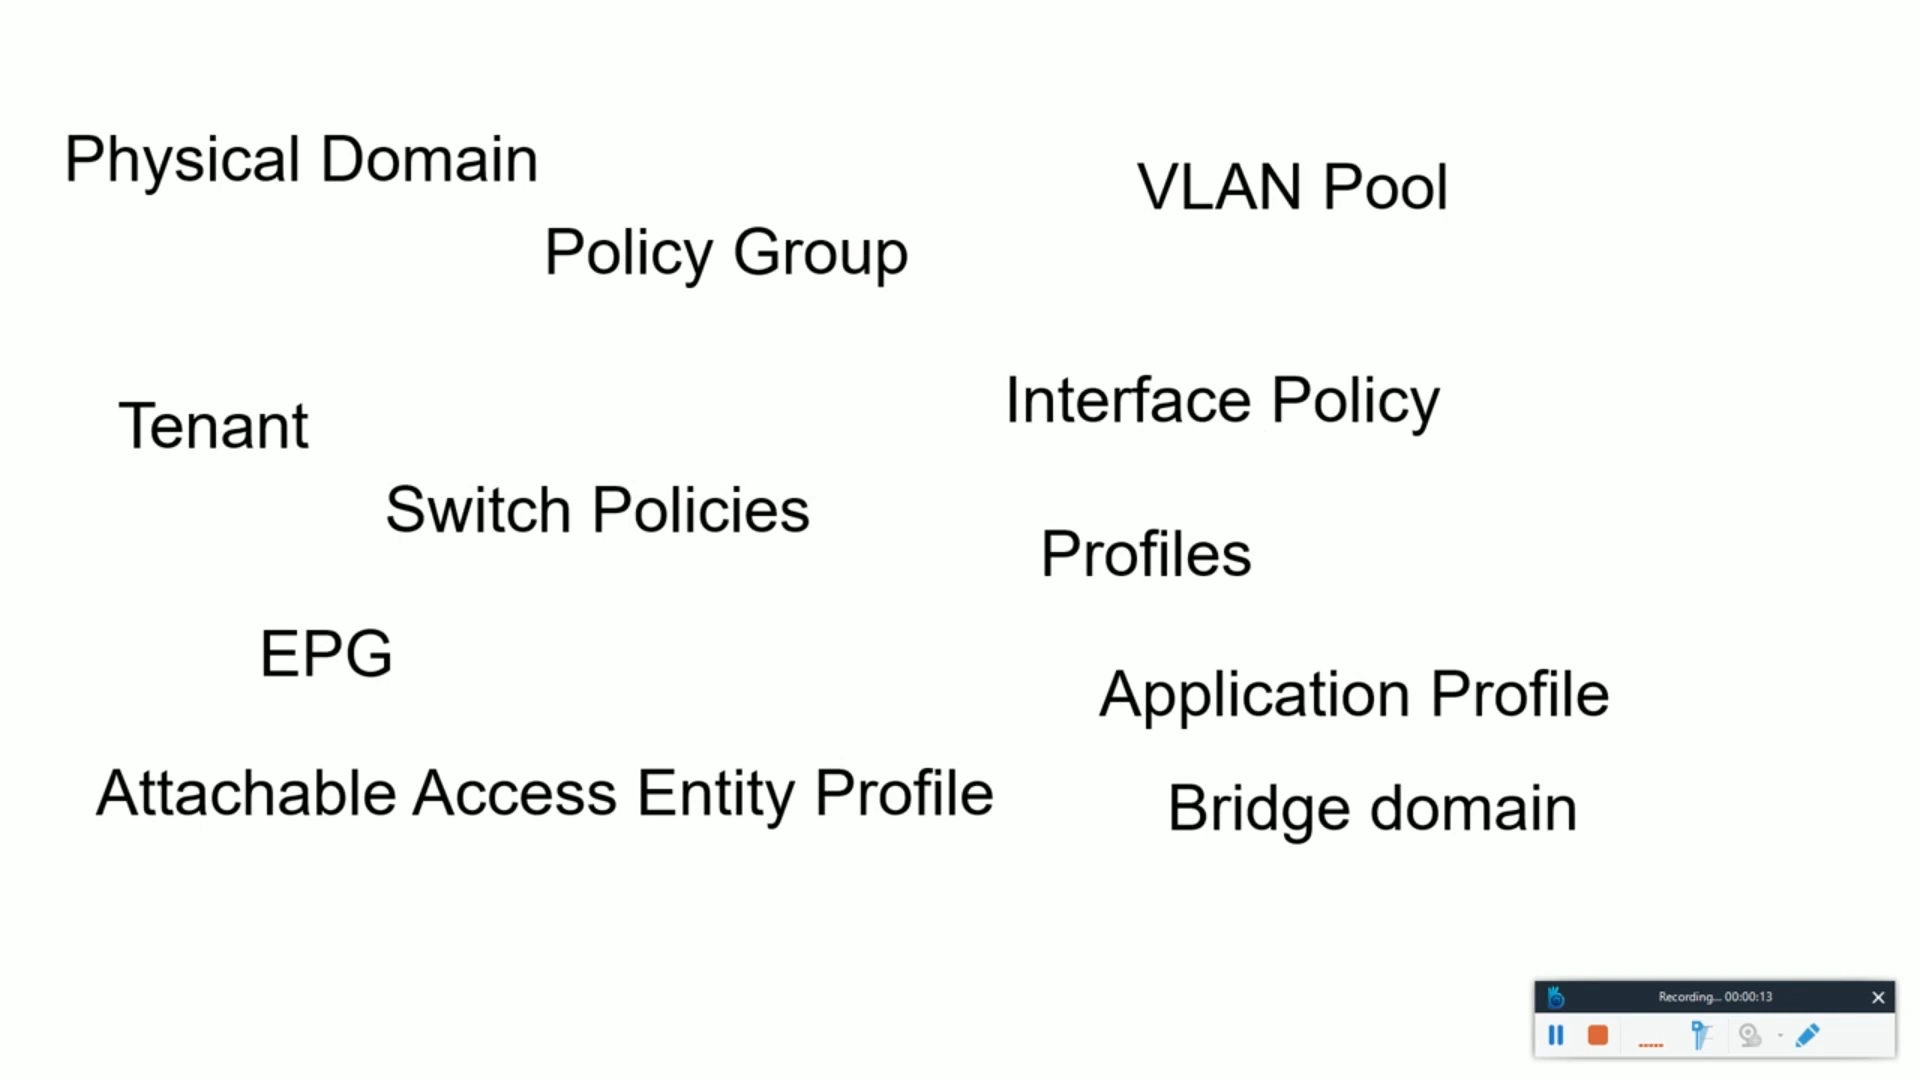 Physical Domain
VLAN Pool
Policy Group
Interface Policy
Tenant
Switch Policies
Profiles
EPG
Application Profile
Attachable Access Entity Profile
Bridge domain
Recording... 00:00:13